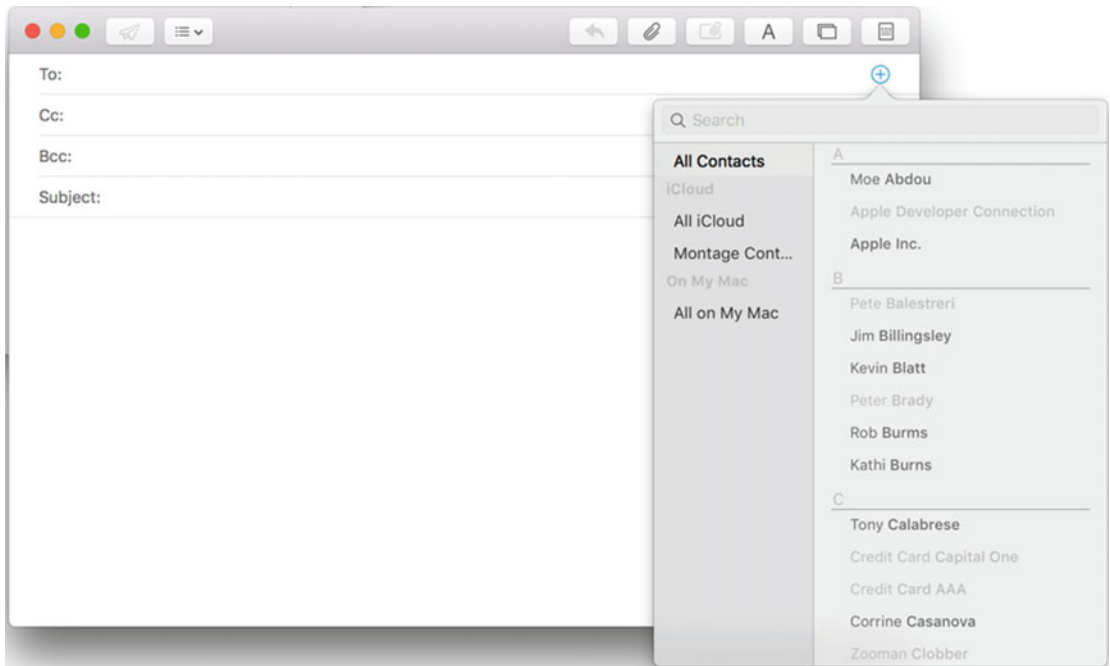 A
To:
Cc:
Bcc:
Subject:
Search
All Contacts
iCloud
All iCloud
Montage Cont...
On My Mac
All on My Mac
A
Moe Abdou
Apple Developer Connection
Apple Inc.
B
Pete Balestreri
Jim Billingsley
Kevin Blatt
Peter Brady
Rob Burms
Kathi Burns
C
Tony Calabrese
Credit Card Capital One
Credit Card AAA
Corrine Casanova
Zooman Clobber